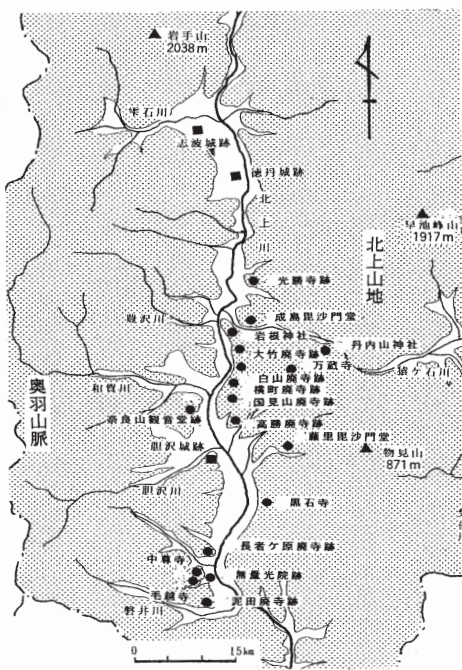 岩手山
2038m
雫石川
志波城跡
徳丹城跡
北上川
早池峰山
1917m
北上山地
光勝寺跡
成島毘沙門堂
岩根神社
丹内山神社
大竹廃寺跡
万蔵寺
猿ケ石川
白山廃寺跡
横町廃寺跡
国見山廃寺跡
和賀川
奥羽山脈
奈良山観音堂跡
高勝廃寺跡
藤里毘沙門堂
胆沢城跡
物見山
871m
胆沢川
黒石寺
長者ケ原廃寺跡
中尊寺
無量光院跡
毛越寺
泥田廃寺跡
磐井川
0 15km